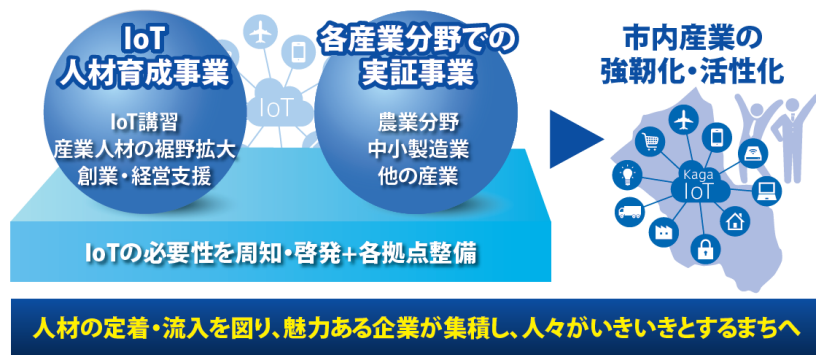 IoT
人材育成事業
IoT講習
産業人材の裾野拡大
創業・経営支援
IoT
各産業分野での
実証事業
農業分野
中小製造業
他の産業
IoTの必要性を周知・啓発+各拠点整備
市内産業の
強靭化・活性化
Kaga
IoT
人材の定着・流入を図り、魅力ある企業が集積し、人々がいきいきとするまちへ